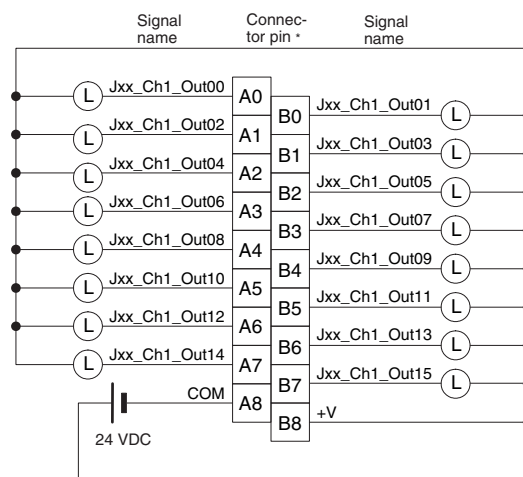 Signal name
Connec-tor pin *
Signal name
L Jxx_Ch1_Out00 A0
B0 Jxx_Ch1_Out01 L
L Jxx_Ch1_Out02 A1
B1 Jxx_Ch1_Out03 L
L Jxx_Ch1_Out04 A2
B2 Jxx_Ch1_Out05 L
L Jxx_Ch1_Out06 A3
B3 Jxx_Ch1_Out07 L
L Jxx_Ch1_Out08 A4
B4 Jxx_Ch1_Out09 L
L Jxx_Ch1_Out10 A5
B5 Jxx_Ch1_Out11 L
L Jxx_Ch1_Out12 A6
B6 Jxx_Ch1_Out13 L
L Jxx_Ch1_Out14 A7
B7 Jxx_Ch1_Out15 L
COM A8
B8 +V
24 VDC